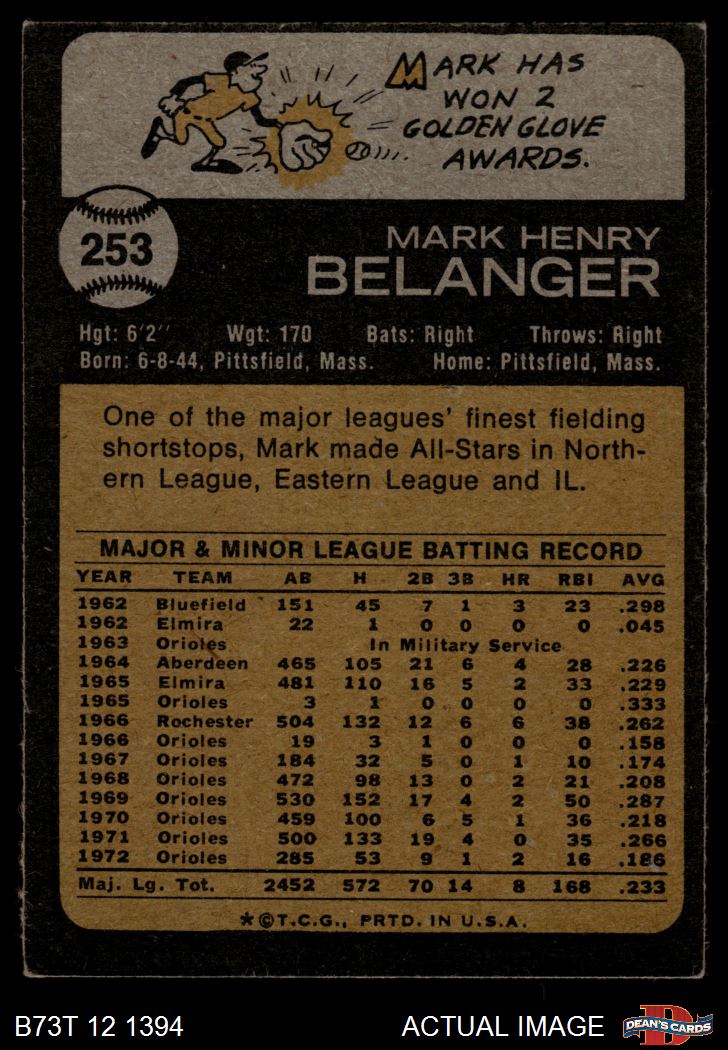 MARK HAS
WON 2
GOLDEN GLOVE
AWARDS.
253
MARK HENRY
BELANGER
Hgt: 6'2" Wgt: 170 Bats: Right Throws: Right
Born: 6-8-44, Pittsfield, Mass. Home: Pittsfield, Mass.
One of the major leagues' finest fielding
shortstops, Mark made All-Stars in North-
ern League, Eastern League and IL.
MAJOR & MINOR LEAGUE BATTING RECORD
YEAR TEAM AB H 2B 3B HR RBI AVG
1962 Bluefield 151 45 7 1 3 23 .298
1962 Elmira 22 1 0 0 0 0 .045
1963 Orioles In Military Service
1964 Aberdeen 465 105 21 6 4 28 .226
1965 Elmira 481 110 16 5 2 33 .229
1965 Orioles 3 1 0 0 0 0 .333
1966 Rochester 504 132 12 6 6 38 .262
1966 Orioles 19 3 1 0 0 0 .158
1967 Orioles 184 32 5 0 1 10 .174
1968 Orioles 472 98 13 0 2 21 .208
1969 Orioles 530 152 17 4 2 50 .287
1970 Orioles 459 100 6 5 1 36 .218
1971 Orioles 500 133 19 4 0 35 .266
1972 Orioles 285 53 9 1 2 16 .186
Maj. Lg. Tot. 2452 572 70 14 8 168 .233
*©T.C.G., PRTD. IN U.S.A.
B73T 12 1394 ACTUAL IMAGE
D
DEAN'S CARDS